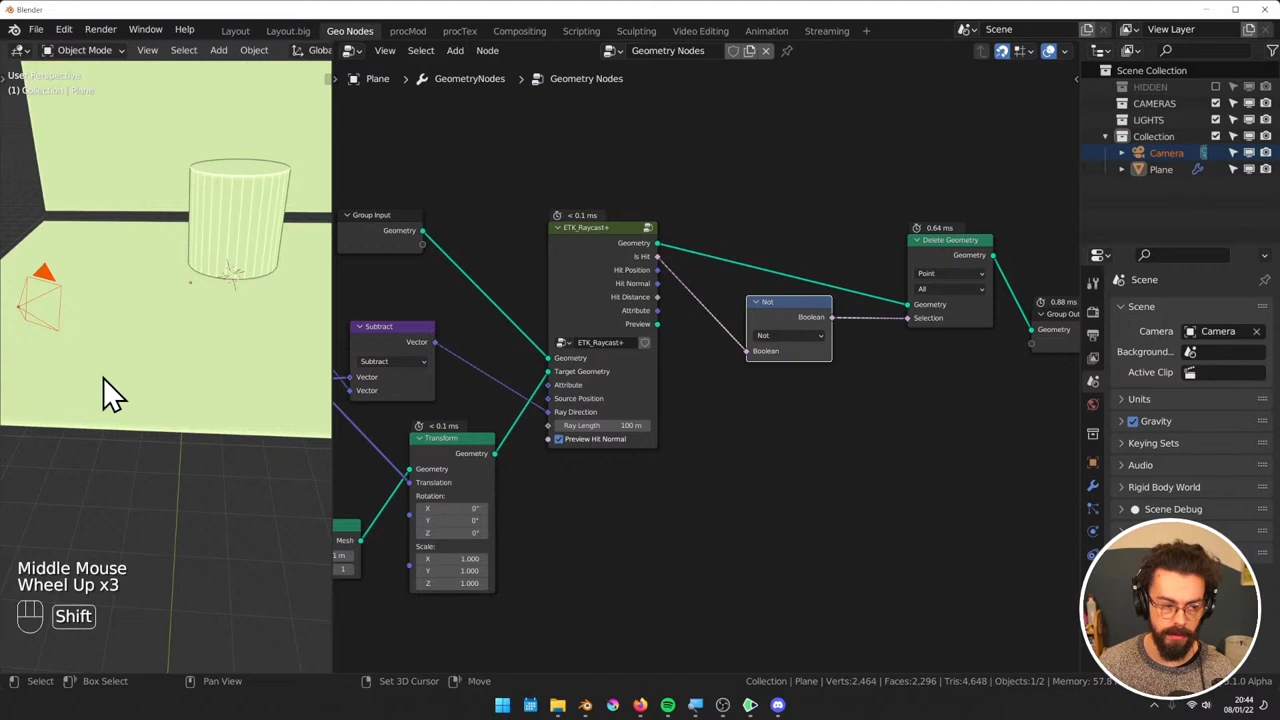 Blender
File Edit Render Window Help Layout Layout.big Geo Nodes procMod procTex Compositing Scripting Sculpting Video Editing Animation Streaming + Scene View Layer
Object Mode View Select Add Object Globa View Select Add Node Geometry Nodes
User Perspective
(1) Collection | Plane
Plane > GeometryNodes > Geometry Nodes
Scene Collection
HIDDEN
CAMERAS
LIGHTS
Collection
Camera
Plane
Group Input
Geometry
< 0.1 ms
ETK_Raycast+
Geometry
Is Hit
Hit Position
Hit Normal
Hit Distance
Attribute
Preview
ETK_Raycast+
Geometry
Target Geometry
Attribute
Source Position
Ray Direction
Ray Length 100 m
Preview Hit Normal
Subtract
Vector
Subtract
Vector
Vector
< 0.1 ms
Transform
Geometry
Geometry
Translation
Rotation:
X 0°
Y 0°
Z 0°
Scale:
X 1.000
Y 1.000
Z 1.000
Mesh
1 m
1
Not
Boolean
Not
Boolean
0.64 ms
Delete Geometry
Geometry
Point
All
Geometry
Selection
0.88 ms
Group Out
Geometry
Scene
Scene
Camera Camera
Background...
Active Clip
Units
Gravity
Keying Sets
Audio
Rigid Body World
Scene Debug
Middle Mouse
Wheel Up x3
Shift
Select Box Select Pan View Set 3D Cursor Move Collection | Plane Verts:2,464 Faces:2,296 Tris:4,648 Objects:1/2 Memory: 57.8 3.1.0 Alpha
20:44
08/01/22